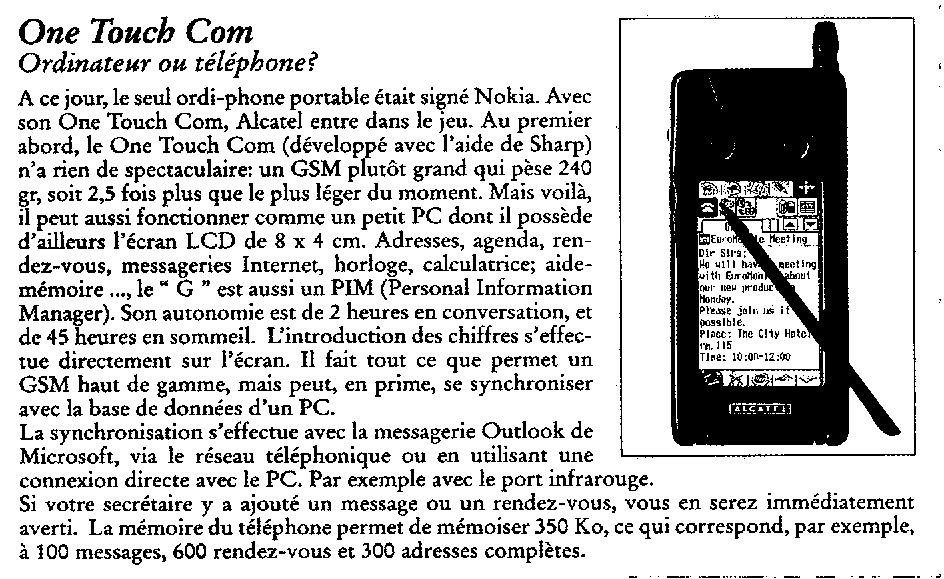 One Touch Com
Ordinateur ou téléphone?
A ce jour, le seul ordi-phone portable était signé Nokia. Avec
son One Touch Com, Alcatel entre dans le jeu. Au premier
abord, le One Touch Com (développé avec l'aide de Sharp)
n'a rien de spectaculaire: un GSM plutôt grand qui pèse 240
gr, soit 2,5 fois plus que le plus léger du moment. Mais voilà,
il peut aussi fonctionner comme un petit PC dont il possède
d'ailleurs l'écran LCD de 8 x 4 cm. Adresses, agenda, ren-
dez-vous, messageries Internet, horloge, calculatrice; aide-
mémoire ..., le " G " est aussi un PIM (Personal Information
Manager). Son autonomie est de 2 heures en conversation, et
de 45 heures en sommeil. L'introduction des chiffres s'effec-
tue directement sur l'écran. Il fait tout ce que permet un
GSM haut de gamme, mais peut, en prime, se synchroniser
avec la base de données d'un PC.
La synchronisation s'effectue avec la messagerie Outlook de
Microsoft, via le réseau téléphonique ou en utilisant une
connexion directe avec le PC. Par exemple avec le port infrarouge.
Si votre secrétaire y a ajouté un message ou un rendez-vous, vous en serez immédiatement
averti. La mémoire du téléphone permet de mémoiser 350 Ko, ce qui correspond, par exemple,
à 100 messages, 600 rendez-vous et 300 adresses complètes.
Meeting
Dir Sirs;
We will have meeting
with about
our new
Monday.
Please join us if
possible.
Place: The City Hotel
rm.115
Time: 10:00-12:00
ALCATEL